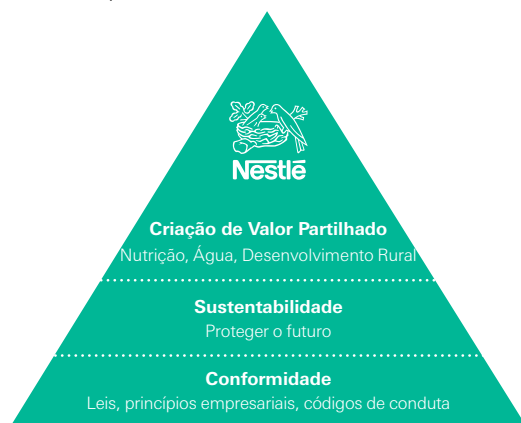 Nestlé
Criação de Valor Partilhado
Nutrição, Água, Desenvolvimento Rural
Sustentabilidade
Proteger o futuro
Conformidade
Leis, princípios empresariais, códigos de conduta